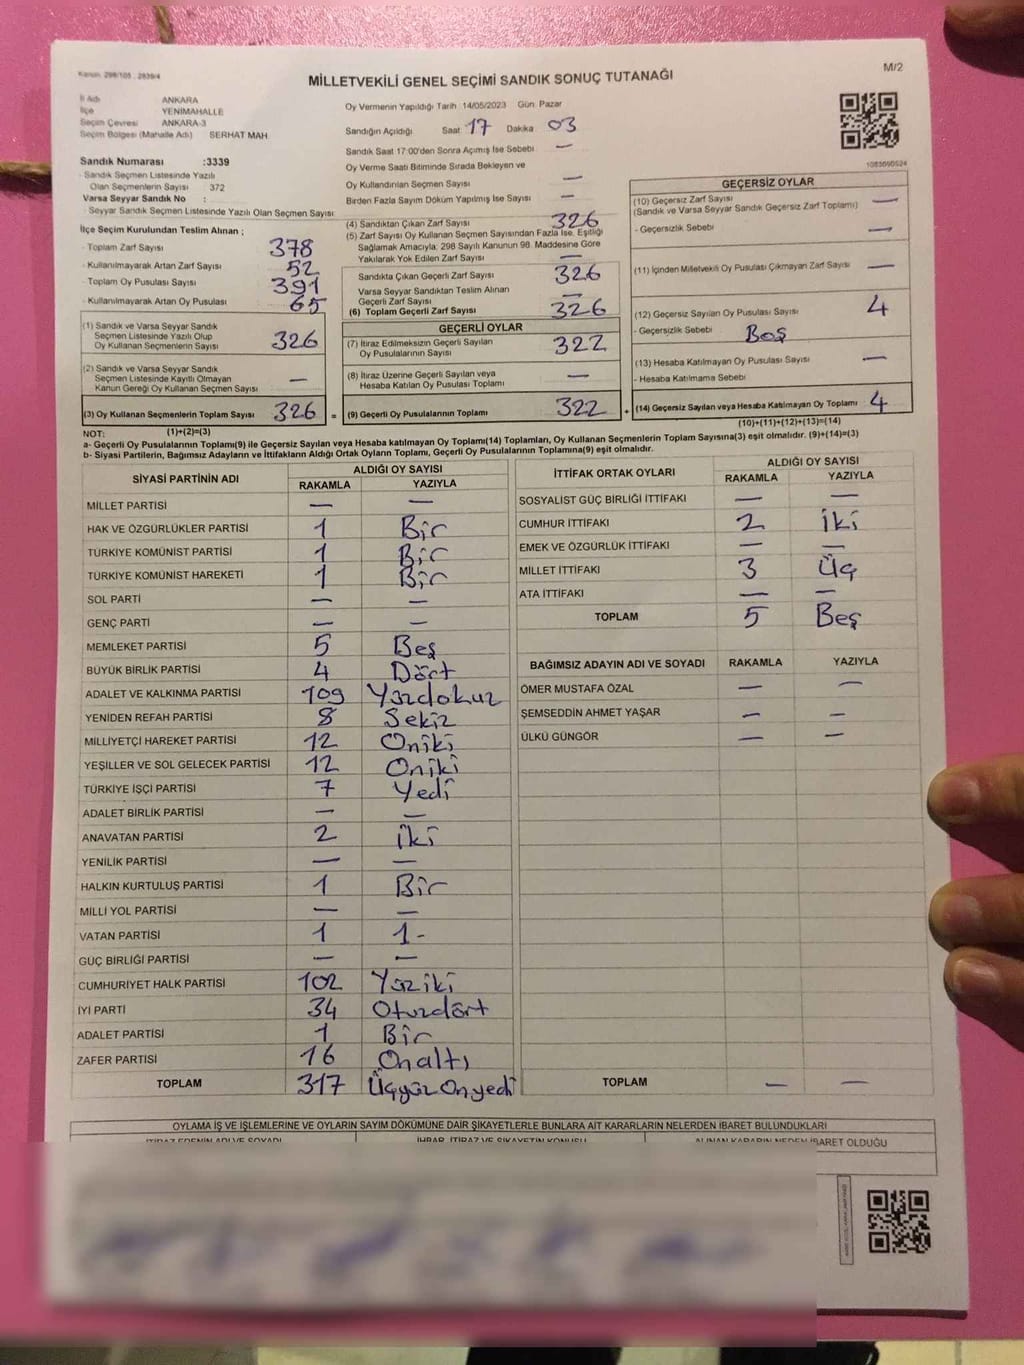 Kanun: 298/105 , 2839/4
M/2
MİLLETVEKİLİ GENEL SEÇİMİ SANDIK SONUÇ TUTANAĞI
İl Adı ANKARA
İlçe YENİMAHALLE
Seçim Çevresi ANKARA-3
Seçim Bölgesi (Mahalle Adı) SERHAT MAH
Sandık Numarası :3339
- Sandık Seçmen Listesinde Yazılı
Olan Seçmenlerin Sayısı 372
Varsa Seyyar Sandık No :
- Seyyar Sandık Seçmen Listesinde Yazılı Olan Seçmen Sayısı
İlçe Seçim Kurulundan Teslim Alınan ;
- Toplam Zarf Sayısı 378
- Kullanılmayarak Artan Zarf Sayısı 52
- Toplam Oy Pusulası Sayısı 391
- Kullanılmayarak Artan Oy Pusulası 65
(1) Sandık ve Varsa Seyyar Sandık
Seçmen Listesinde Yazılı Olup
Oy Kullanan Seçmenlerin Sayısı 326
(2) Sandık ve Varsa Seyyar Sandık
Seçmen Listesinde Kayıtlı Olmayan
Kanun Gereği Oy Kullanan Seçmen Sayısı —
(3) Oy Kullanan Seçmenlerin Toplam Sayısı 326 =
(1)+(2)=(3)
Oy Vermenin Yapıldığı Tarih 14/05/2023 Gün: Pazar
Sandığın Açıldığı Saat 17 Dakika 03
Sandık Saat 17:00'den Sonra Açımış İse Sebebi —
Oy Verme Saati Bitiminde Sırada Bekleyen ve
Oy Kullandırılan Seçmen Sayısı —
Birden Fazla Sayım Döküm Yapılmış İse Sayısı —
(4) Sandıktan Çıkan Zarf Sayısı 326
(5) Zarf Sayısı Oy Kullanan Seçmen Sayısından Fazla İse, Eşitliği
Sağlamak Amacıyla, 298 Sayılı Kanunun 98. Maddesine Göre
Yakılarak Yok Edilen Zarf Sayısı —
Sandıkta Çıkan Geçerli Zarf Sayısı 326
Varsa Seyyar Sandıktan Teslim Alınan
Geçerli Zarf Sayısı —
(6) Toplam Geçerli Zarf Sayısı 326
GEÇERLİ OYLAR
(7) İtiraz Edilmeksizin Geçerli Sayılan
Oy Pusulalarının Sayısı 322
(8) İtiraz Üzerine Geçerli Sayılan veya
Hesaba Katılan Oy Pusulası Toplamı —
(9) Geçerli Oy Pusulalarının Toplamı 322 +
1083090524
GEÇERSİZ OYLAR
(10) Geçersiz Zarf Sayısı —
(Sandık ve Varsa Seyyar Sandık Geçersiz Zarf Toplamı)
- Geçersizlik Sebebi —
(11) İçinden Milletvekili Oy Pusulası Çıkmayan Zarf Sayısı —
(12) Geçersiz Sayılan Oy Pusulası Sayısı 4
- Geçersizlik Sebebi Boş
(13) Hesaba Katılmayan Oy Pusulası Sayısı —
- Hesaba Katılmama Sebebi
(14) Geçersiz Sayılan veya Hesaba Katılmayan Oy Toplamı 4
(10)+(11)+(12)+(13)=(14)
NOT:
a- Geçerli Oy Pusulalarının Toplamı(9) ile Geçersiz Sayılan veya Hesaba katılmayan Oy Toplamı(14) Toplamları, Oy Kullanan Seçmenlerin Toplam Sayısına(3) eşit olmalıdır. (9)+(14)=(3)
b- Siyasi Partilerin, Bağımsız Adayların ve İttifakların Aldığı Ortak Oyların Toplamı, Geçerli Oy Pusulalarının Toplamına(9) eşit olmalıdır.
SİYASİ PARTİNİN ADI ALDIĞI OY SAYISI
RAKAMLA YAZIYLA
MİLLET PARTİSİ — —
HAK VE ÖZGÜRLÜKLER PARTİSİ 1 Bir
TÜRKİYE KOMÜNİST PARTİSİ 1 Bir
TÜRKİYE KOMÜNİST HAREKETİ 1 Bir
SOL PARTİ — —
GENÇ PARTİ — —
MEMLEKET PARTİSİ 5 Beş
BÜYÜK BİRLİK PARTİSİ 4 Dört
ADALET VE KALKINMA PARTİSİ 109 Yüzdokuz
YENİDEN REFAH PARTİSİ 8 Sekiz
MİLLİYETÇİ HAREKET PARTİSİ 12 Oniki
YEŞİLLER VE SOL GELECEK PARTİSİ 12 Oniki
TÜRKİYE İŞÇİ PARTİSİ 7 Yedi
ADALET BİRLİK PARTİSİ — —
ANAVATAN PARTİSİ 2 İki
YENİLİK PARTİSİ — —
HALKIN KURTULUŞ PARTİSİ 1 Bir
MİLLİ YOL PARTİSİ — —
VATAN PARTİSİ 1 1-
GÜÇ BİRLİĞİ PARTİSİ — —
CUMHURİYET HALK PARTİSİ 102 Yüziki
İYİ PARTİ 34 Otuzdört
ADALET PARTİSİ 1 Bir
ZAFER PARTİSİ 16 Onaltı
TOPLAM 317 Üçyüz Onyedi
İTTİFAK ORTAK OYLARI ALDIĞI OY SAYISI
RAKAMLA YAZIYLA
SOSYALİST GÜÇ BİRLİĞİ İTTİFAKI — —
CUMHUR İTTİFAKI 2 İki
EMEK VE ÖZGÜRLÜK İTTİFAKI — —
MİLLET İTTİFAKI 3 Üç
ATA İTTİFAKI — —
TOPLAM 5 Beş
BAĞIMSIZ ADAYIN ADI VE SOYADI RAKAMLA YAZIYLA
ÖMER MUSTAFA ÖZAL — —
ŞEMSEDDİN AHMET YAŞAR — —
ÜLKÜ GÜNGÖR — —
TOPLAM — —
OYLAMA İŞ VE İŞLEMLERİNE VE OYLARIN SAYIM DÖKÜMÜNE DAİR ŞİKAYETLERLE BUNLARA AİT KARARLARIN NELERDEN İBARET BULUNDUKLARI
İTİRAZ EDENİN ADI VE SOYADI İHBAR, İTİRAZ VE ŞİKAYETİN KONUSU ALINAN KARARIN NEDEN İBARET OLDUĞU